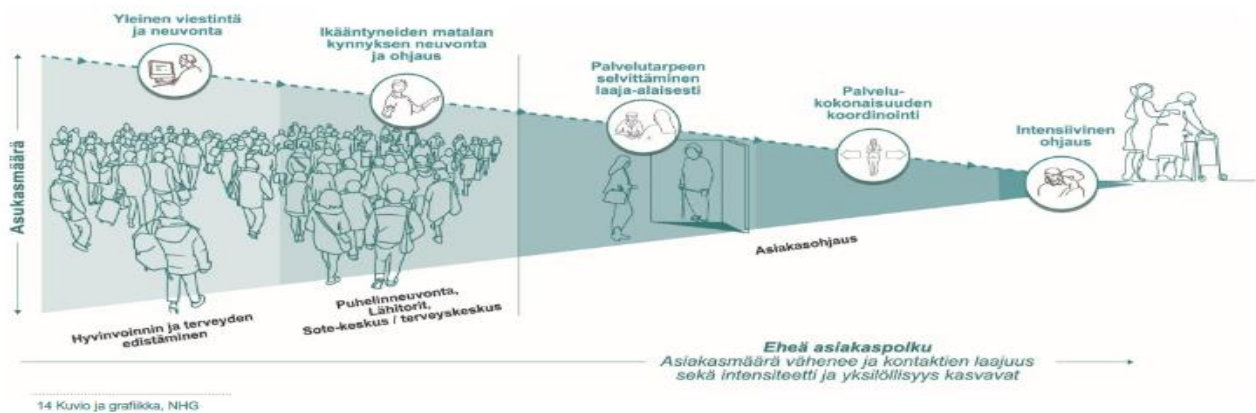 Yleinen viestintä
ja neuvonta
Ikääntyneiden matalan
kynnyksen neuvonta
ja ohjaus
Palvelutarpeen
selvittäminen
laaja-alaisesti
Palvelu-
kokonaisuuden
koordinointi
Intensiivinen
ohjaus
Asukasmäärä
Asiakasohjaus
Hyvinvoinnin ja terveyden
edistäminen
Puhelinneuvonta,
Lähitorit,
Sote-keskus / terveyskeskus
Eheä asiakaspolku
Asiakasmäärä vähenee ja kontaktien laajuus
sekä intensiteetti ja yksilöllisyys kasvavat
14 Kuvio ja grafiikka, NHG